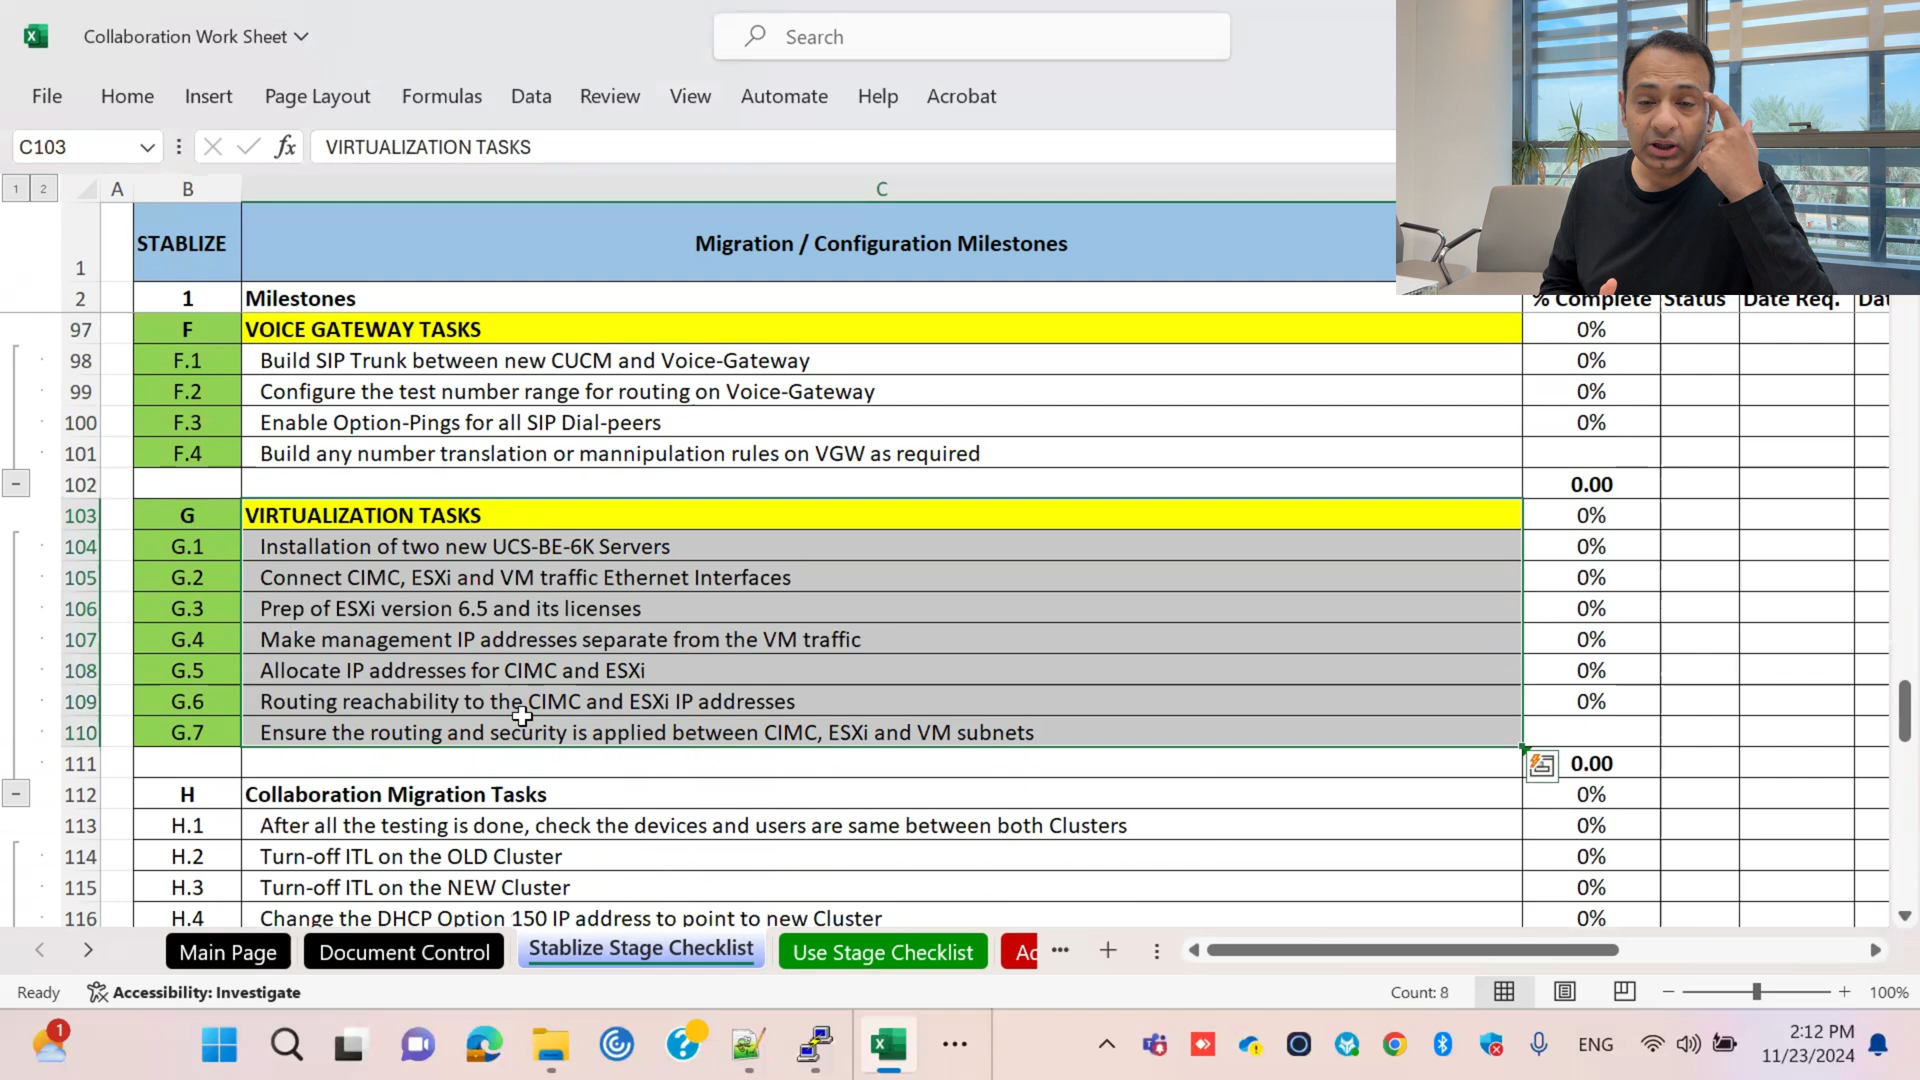 Collaboration Work Sheet
Search
File Home Insert Page Layout Formulas Data Review View Automate Help Acrobat
C103 fx VIRTUALIZATION TASKS
1 2 A B C
1 STABLIZE Migration / Configuration Milestones
2 1 Milestones % Complete Status Date Req. Dat
97 F VOICE GATEWAY TASKS 0%
98 F.1 Build SIP Trunk between new CUCM and Voice-Gateway 0%
99 F.2 Configure the test number range for routing on Voice-Gateway 0%
100 F.3 Enable Option-Pings for all SIP Dial-peers 0%
101 F.4 Build any number translation or mannipulation rules on VGW as required
102 0.00
103 G VIRTUALIZATION TASKS 0%
104 G.1 Installation of two new UCS-BE-6K Servers 0%
105 G.2 Connect CIMC, ESXi and VM traffic Ethernet Interfaces 0%
106 G.3 Prep of ESXi version 6.5 and its licenses 0%
107 G.4 Make management IP addresses separate from the VM traffic 0%
108 G.5 Allocate IP addresses for CIMC and ESXi 0%
109 G.6 Routing reachability to the CIMC and ESXi IP addresses 0%
110 G.7 Ensure the routing and security is applied between CIMC, ESXi and VM subnets
111 0.00
112 H Collaboration Migration Tasks 0%
113 H.1 After all the testing is done, check the devices and users are same between both Clusters 0%
114 H.2 Turn-off ITL on the OLD Cluster 0%
115 H.3 Turn-off ITL on the NEW Cluster 0%
116 H.4 Change the DHCP Option 150 IP address to point to new Cluster 0%
Main Page Document Control Stablize Stage Checklist Use Stage Checklist Ac
Ready Accessibility: Investigate Count: 8 100%
1 ENG 2:12 PM
11/23/2024